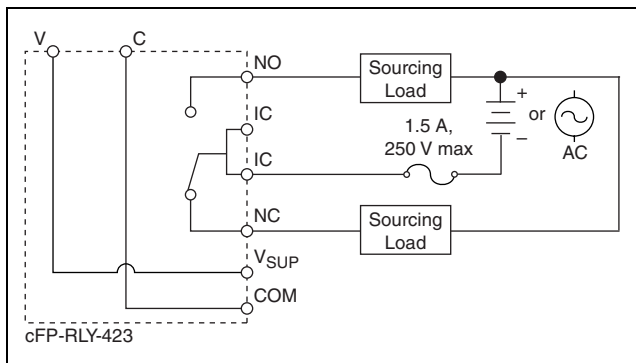 V
C
NO
Sourcing
Load
+
or
–
AC
IC
1.5 A,
250 V max
IC
NC
Sourcing
Load
VSUP
COM
cFP-RLY-423